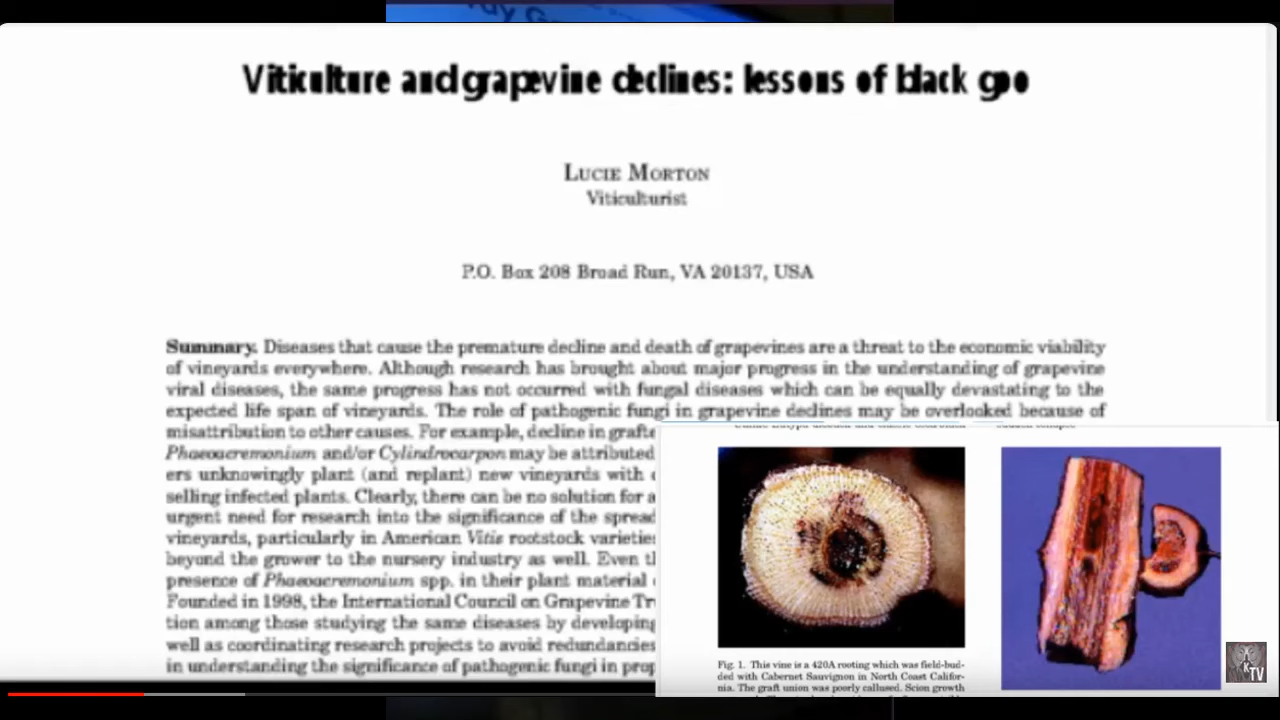 Viticulture and grapevine declines: lessons of black goo
LUCIE MORTON
Viticulturist
P.O. Box 208 Broad Run, VA 20137, USA
Summary. Diseases that cause the premature decline and death of grapevines are a threat to the economic viability
of vineyards everywhere. Although research has brought about major progress in the understanding of grapevine
viral diseases, the same progress has not occurred with fungal diseases which can be equally devastating to the
expected life span of vineyards. The role of pathogenic fungi in grapevine declines may be overlooked because of
misattribution to other causes. For example, decline in grafte
Phaeoacremonium and/or Cylindrocarpon may be attributed
ers unknowingly plant (and replant) new vineyards with
selling infected plants. Clearly, there can be no solution for a
urgent need for research into the significance of the spread
vineyards, particularly in American Vitis rootstock varietie
beyond the grower to the nursery industry as well. Even
presence of Phaeoacremonium spp. in their plant material
Founded in 1998, the International Council on Grapevine Tr
tion among those studying the same diseases by developing
well as coordinating research projects to avoid redundancies
in understanding the significance of pathogenic fungi in prop
Fig. 1. This vine is a 420A rooting which was field-bud-
ded with Cabernet Sauvignon in North Coast Califor-
nia. The graft union was poorly callused. Scion growth
K TV